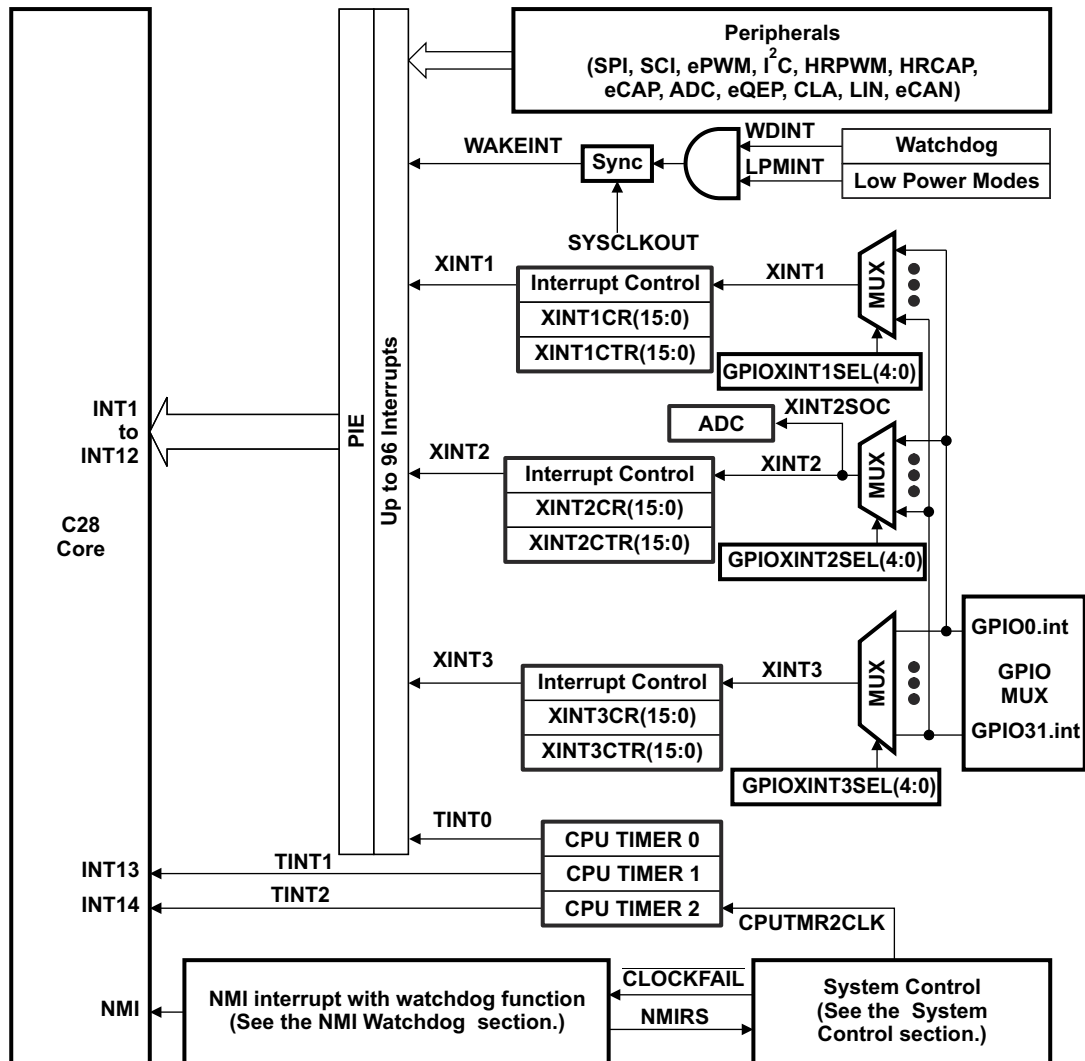 Peripherals
(SPI, SCI, ePWM, I2C, HRPWM, HRCAP,
eCAP, ADC, eQEP, CLA, LIN, eCAN)
WAKEINT
Sync
WDINT
LPMINT
Watchdog
Low Power Modes
SYSCLKOUT
XINT1
Interrupt Control
XINT1CR(15:0)
XINT1CTR(15:0)
XINT1
MUX
GPIOXINT1SEL(4:0)
INT1
to
INT12
C28
Core
PIE
Up to 96 Interrupts
ADC
XINT2SOC
XINT2
Interrupt Control
XINT2CR(15:0)
XINT2CTR(15:0)
XINT2
MUX
GPIOXINT2SEL(4:0)
XINT3
Interrupt Control
XINT3CR(15:0)
XINT3CTR(15:0)
XINT3
MUX
GPIOXINT3SEL(4:0)
GPIO0.int
GPIO
MUX
GPIO31.int
TINT0
CPU TIMER 0
INT13
TINT1
CPU TIMER 1
INT14
TINT2
CPU TIMER 2
CPUTMR2CLK
NMI
NMI interrupt with watchdog function
(See the NMI Watchdog section.)
CLOCKFAIL
NMIRS
System Control
(See the System
Control section.)